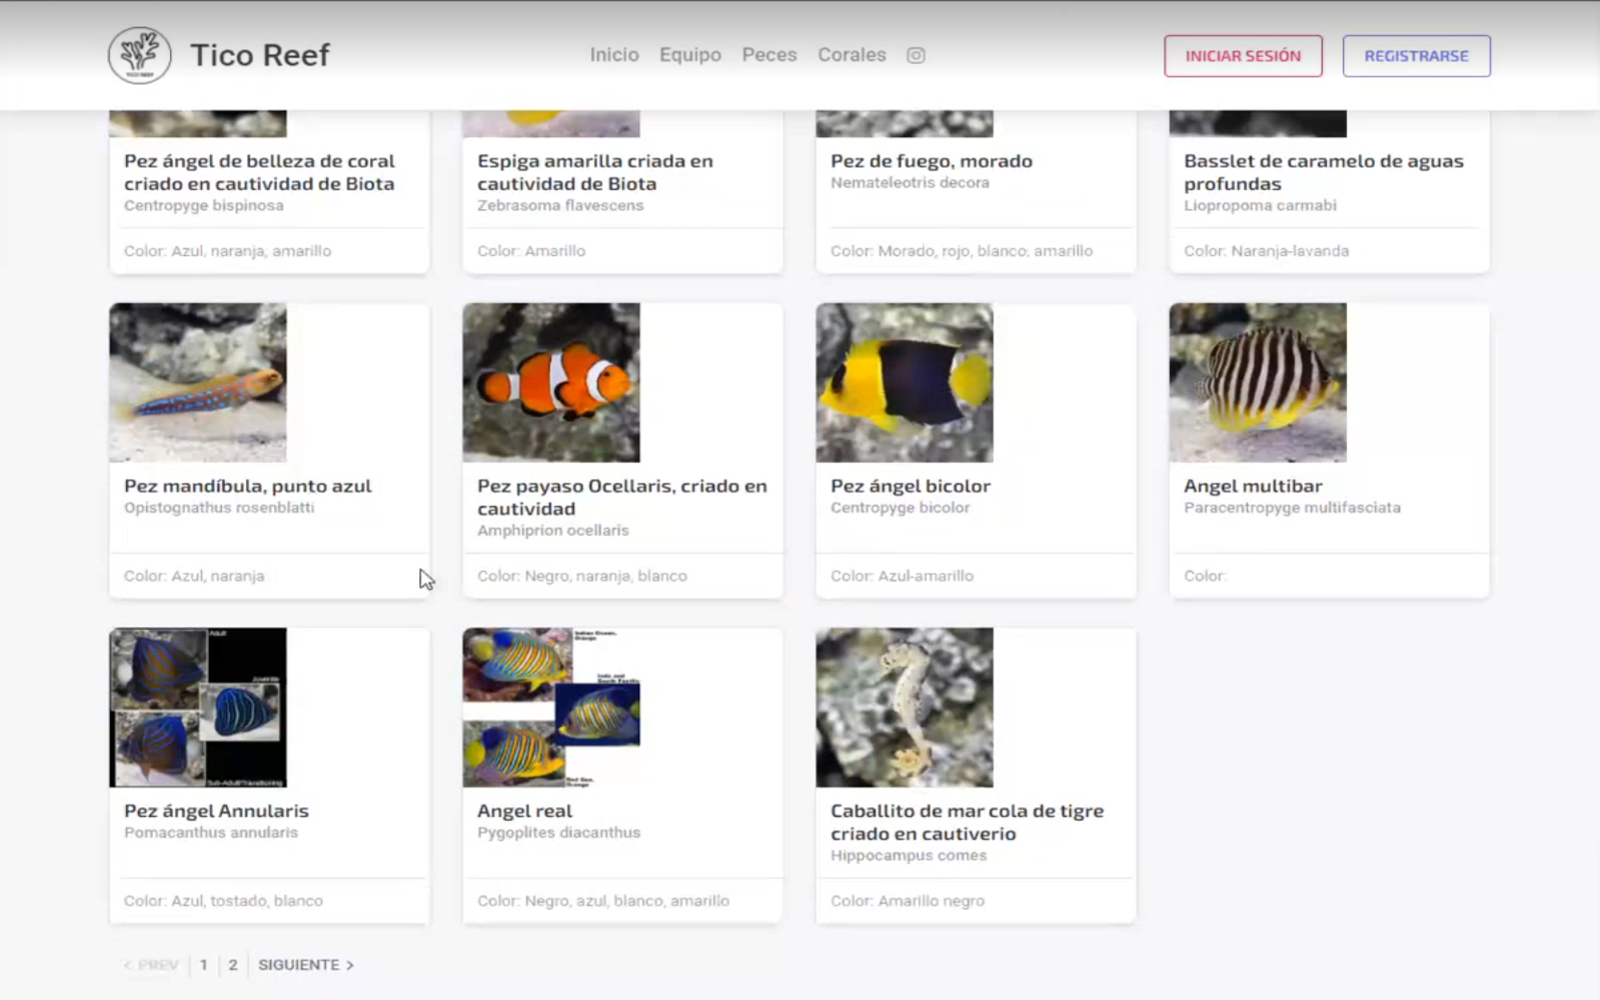 Tico Reef
Inicio Equipo Peces Corales
INICIAR SESIÓN
REGISTRARSE
Pez ángel de belleza de coral
criado en cautividad de Biota
Centropyge bispinosa
Color: Azul, naranja, amarillo
Espiga amarilla criada en
cautividad de Biota
Zebrasoma flavescens
Color: Amarillo
Pez de fuego, morado
Nemateleotris decora
Color: Morado, rojo, blanco, amarillo
Basslet de caramelo de aguas
profundas
Liopropoma carmabi
Color: Naranja-lavanda
Pez mandíbula, punto azul
Opistognathus rosenblatti
Color: Azul, naranja
Pez payaso Ocellaris, criado en
cautividad
Amphiprion ocellaris
Color: Negro, naranja, blanco
Pez ángel bicolor
Centropyge bicolor
Color: Azul-amarillo
Angel multibar
Paracentropyge multifasciata
Color:
Pez ángel Annularis
Pomacanthus annularis
Color: Azul, tostado, blanco
Angel real
Pygoplites diacanthus
Color: Negro, azul, blanco, amarillo
Caballito de mar cola de tigre
criado en cautiverio
Hippocampus comes
Color: Amarillo negro
< PREV 1 2 SIGUIENTE >